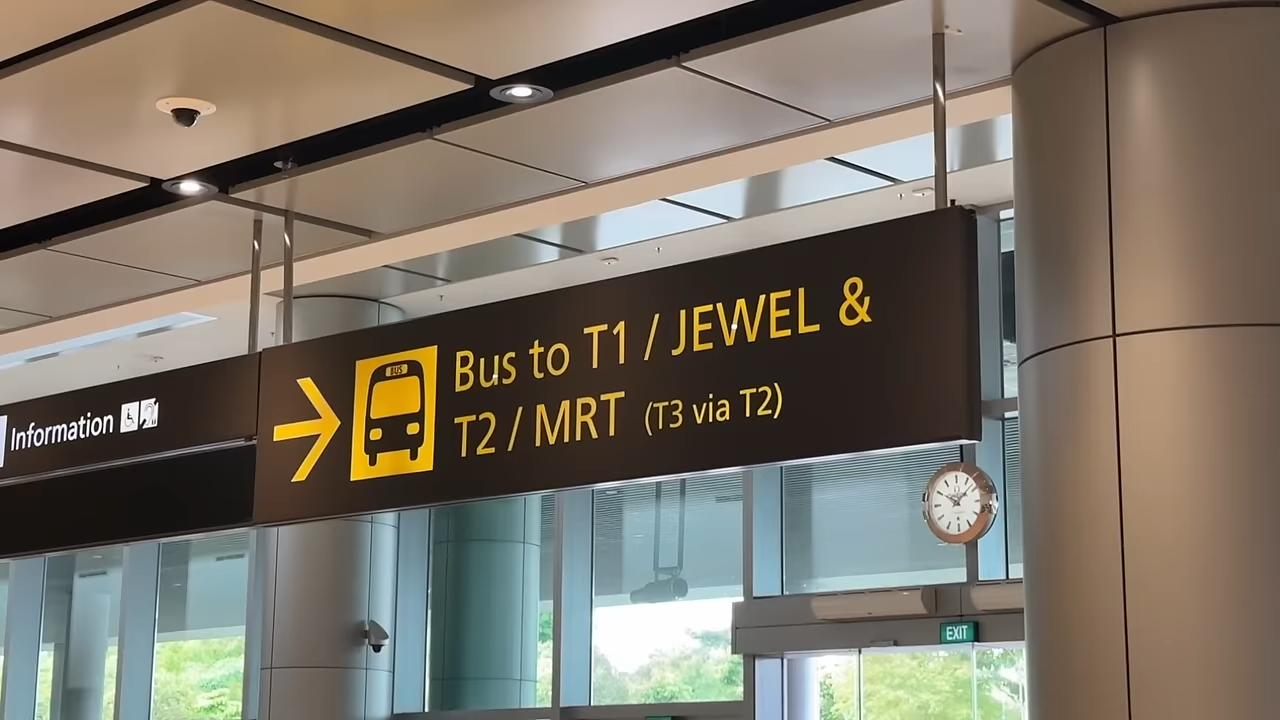 Information
BUS
Bus to T1 / JEWEL &
T2 / MRT (T3 via T2)
EXIT